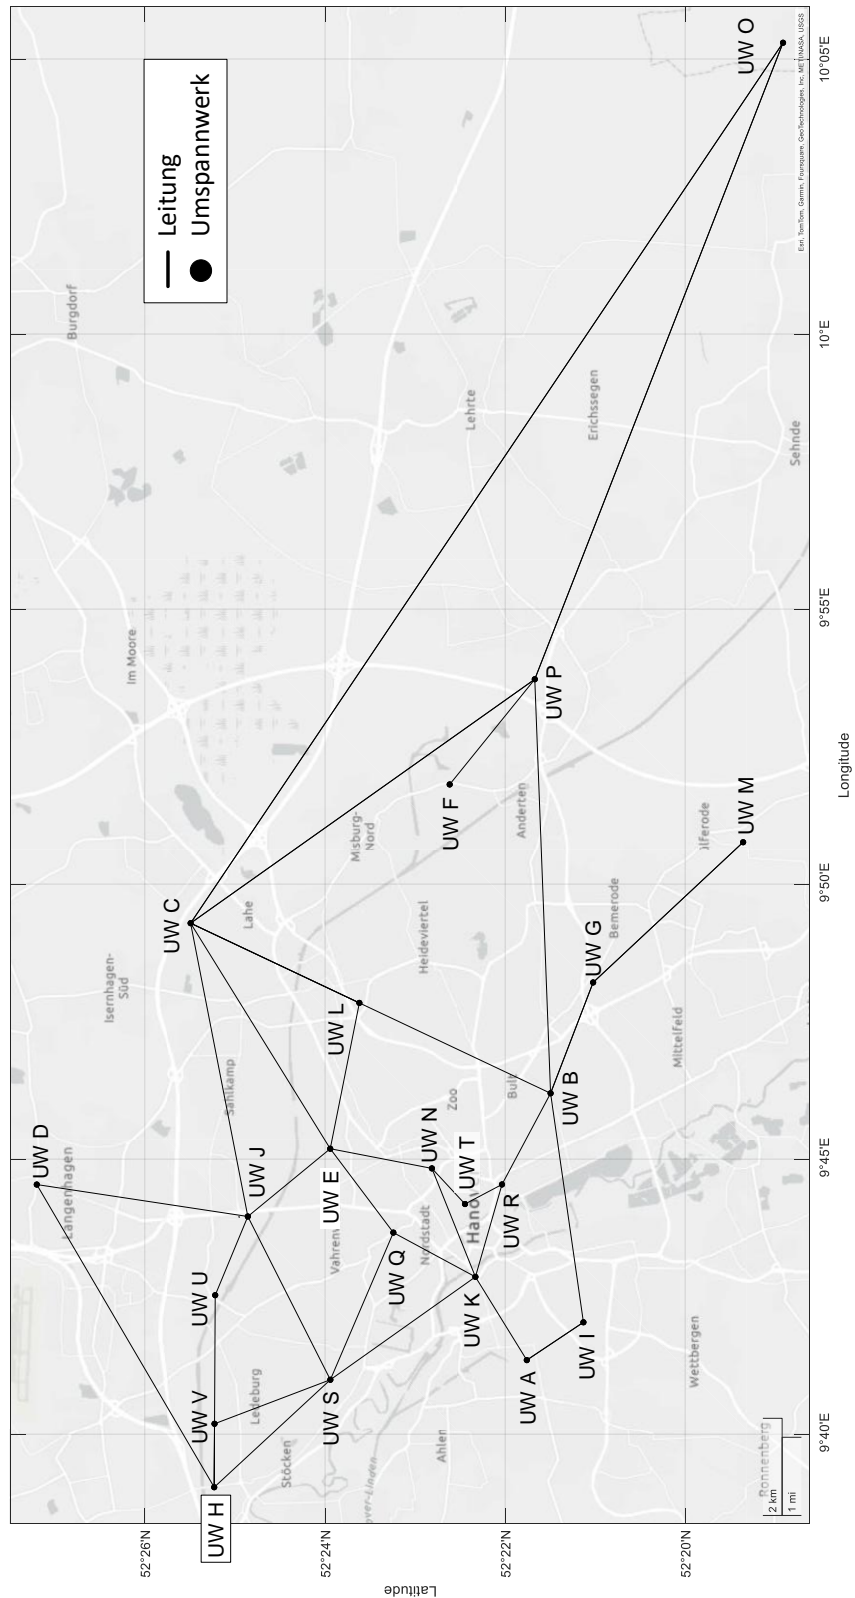 UW O
UW C
UW D
UW P
UW F
UW L
UW M
UW G
UW J
UW E
UW N
UW T
UW B
UW R
UW Q
UW K
UW U
UW V
UW S
UW H
UW A
UW I
Leitung
Umspannwerk
Burgdorf
Im Moore
Lehrte
Erichssegen
Sehnde
Isernhagen-
Süd
Lahe
Misburg-
Nord
Anderten
Heideviertel
Bemerode
Mittelfeld
Sahlkamp
Zoo
Bult
Langenhagen
Vahren
Nordstadt
Hanno
Ledeburg
Stöcken
Ahlen
Wettbergen
Ronnenberg
2 km
1 mi
52°26'N
52°24'N
52°22'N
52°20'N
Latitude
9°40'E
9°45'E
9°50'E
9°55'E
10°E
10°05'E
Longitude
Esri, TomTom, Garmin, Foursquare, GeoTechnologies, Inc, METI/NASA, USGS